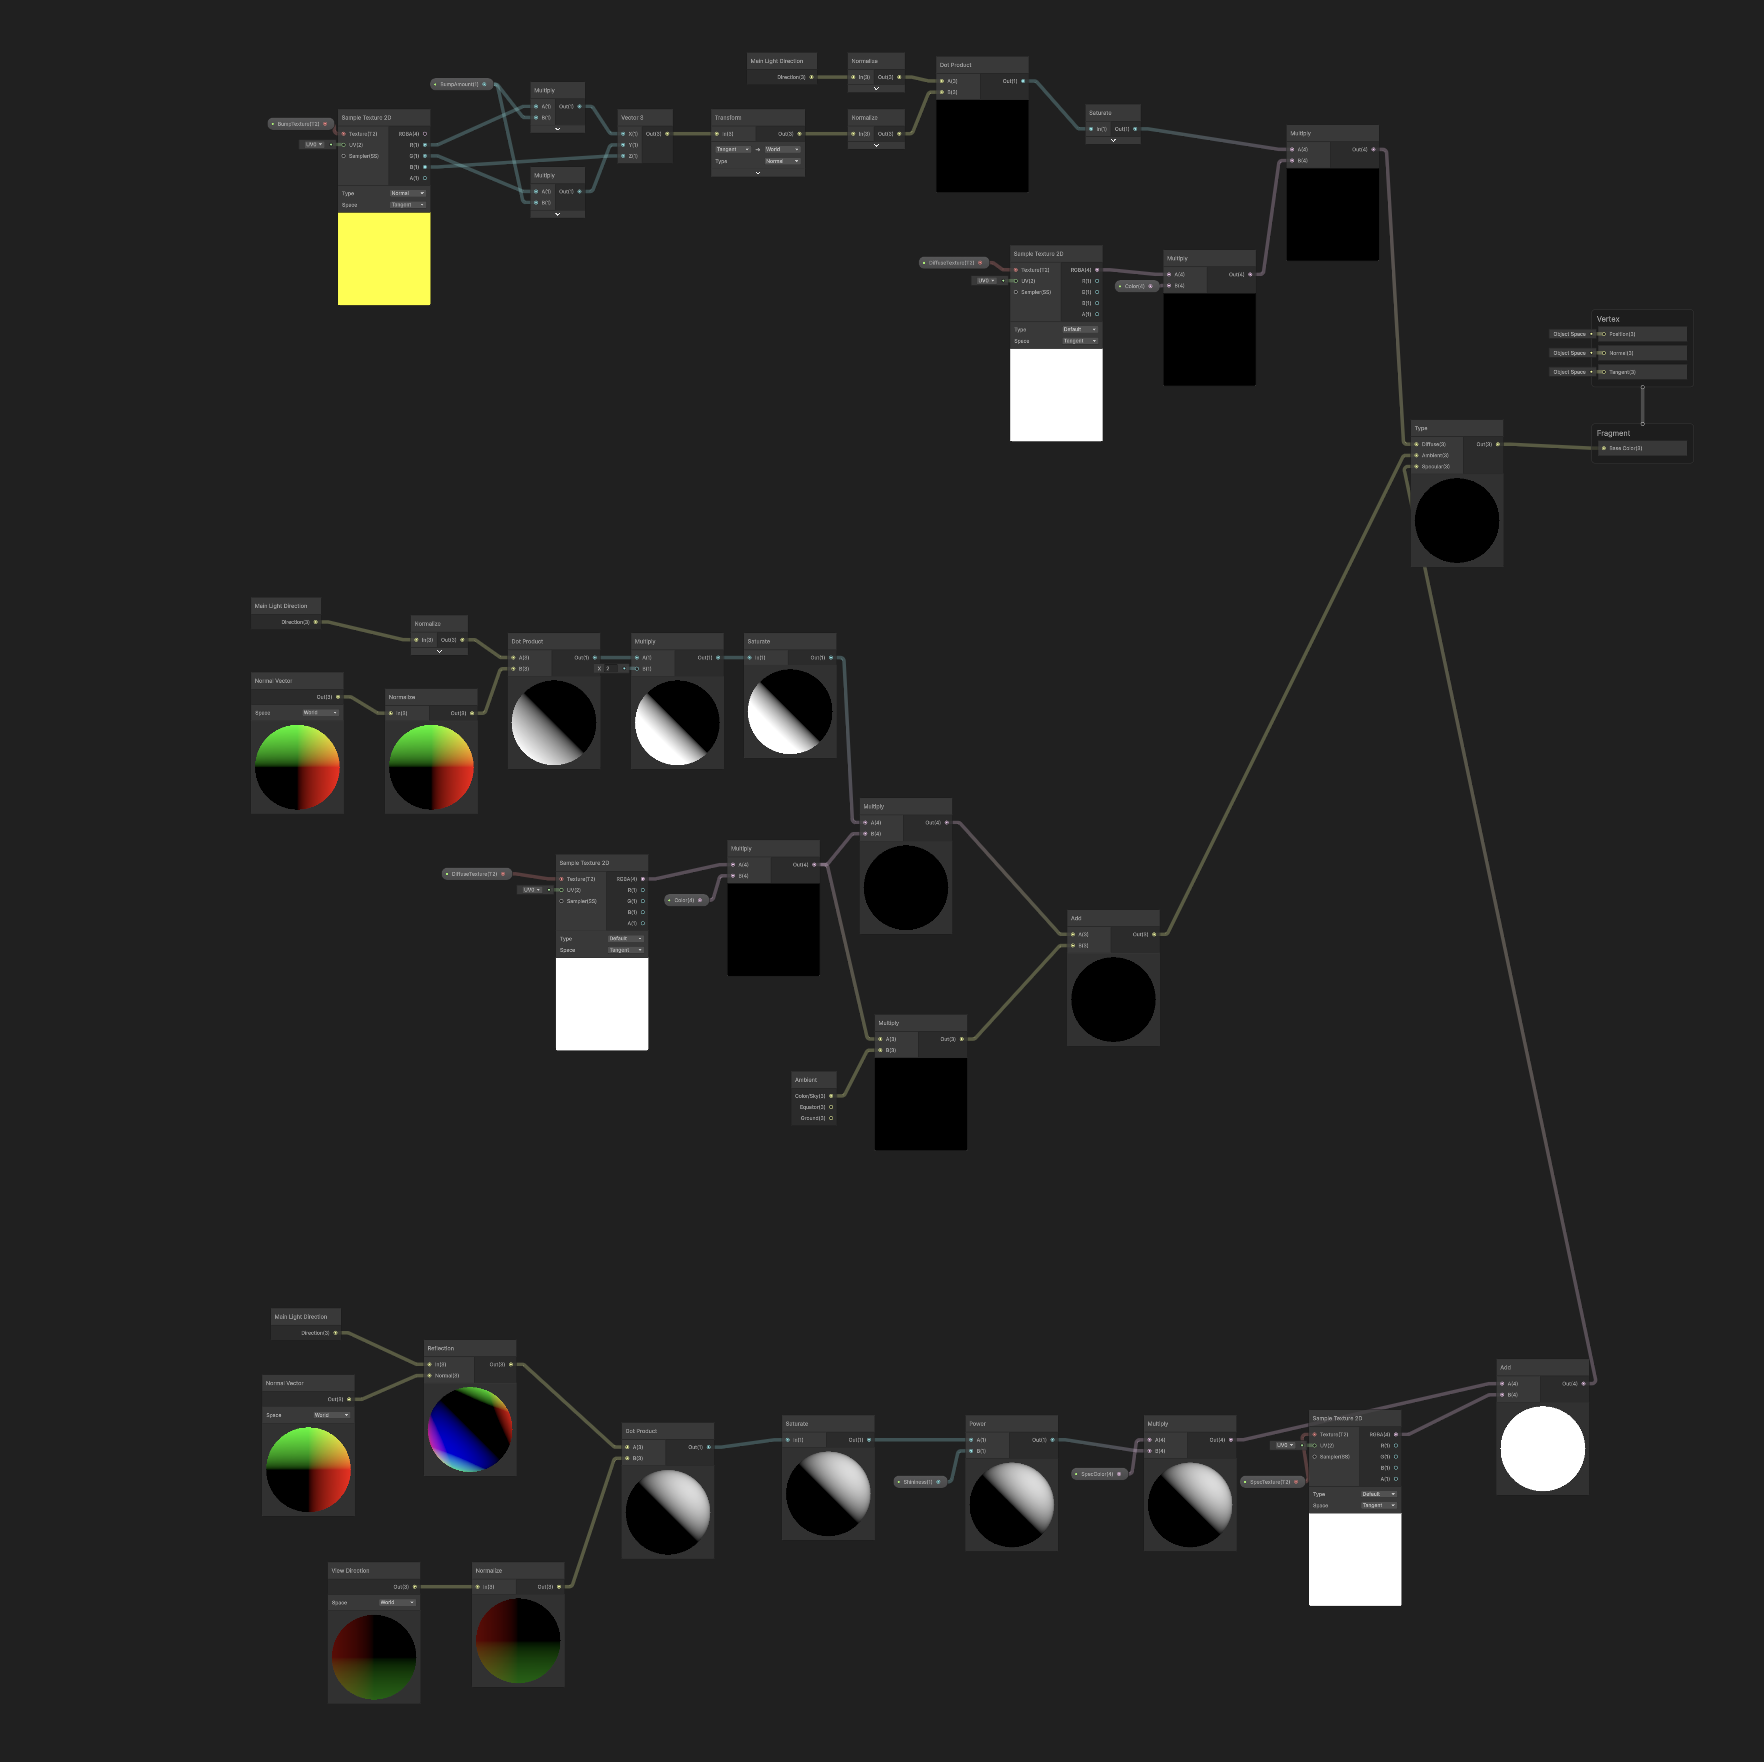 Main Light Direction
Direction(3)
Normalize
In(3) Out(3)
Dot Product
A(3) Out(1)
B(3)
BumpAmount(1)
Multiply
A(1) Out(1)
B(1)
Sample Texture 2D
BumpTexture(T2)
Texture(T2) RGBA(4)
UV0
UV(2) R(1)
Sampler(SS) G(1)
B(1)
A(1)
Type Normal
Space Tangent
Multiply
A(1) Out(1)
B(1)
Vector 3
X(1) Out(3)
Y(1)
Z(1)
Transform
In(3) Out(3)
Tangent World
Type Normal
Normalize
In(3) Out(3)
Saturate
In(1) Out(1)
Multiply
A(4) Out(4)
B(4)
DiffuseTexture(T2)
Sample Texture 2D
Texture(T2) RGBA(4)
UV0
UV(2) R(1)
Sampler(SS) G(1)
B(1)
A(1)
Type Default
Space Tangent
Color(4)
Multiply
A(4) Out(4)
B(4)
Vertex
Object Space Position(3)
Object Space Normal(3)
Object Space Tangent(3)
Fragment
Base Color(3)
Type
Diffuse(3) Out(3)
Ambient(3)
Specular(3)
Main Light Direction
Direction(3)
Normalize
In(3) Out(3)
Normal Vector
Out(3)
Space World
Normalize
In(3) Out(3)
Dot Product
A(3) Out(1)
B(3)
Multiply
A(1) Out(1)
X 2
B(1)
Saturate
In(1) Out(1)
DiffuseTexture(T2)
Sample Texture 2D
Texture(T2) RGBA(4)
UV0
UV(2) R(1)
Sampler(SS) G(1)
B(1)
A(1)
Type Default
Space Tangent
Color(4)
Multiply
A(4) Out(4)
B(4)
Multiply
A(4) Out(4)
B(4)
Add
A(3) Out(3)
B(3)
Multiply
A(3) Out(3)
B(3)
Ambient
Color/Sky(3)
Equator(3)
Ground(3)
Main Light Direction
Direction(3)
Normal Vector
Out(3)
Space World
Reflection
In(3) Out(3)
Normal(3)
View Direction
Out(3)
Space World
Normalize
In(3) Out(3)
Dot Product
A(3) Out(1)
B(3)
Saturate
In(1) Out(1)
Shininess(1)
Power
A(1) Out(1)
B(1)
SpecColor(4)
Multiply
A(4) Out(4)
B(4)
SpecTexture(T2)
Sample Texture 2D
Texture(T2) RGBA(4)
UV0
UV(2) R(1)
Sampler(SS) G(1)
B(1)
A(1)
Type Default
Space Tangent
Add
A(4) Out(4)
B(4)